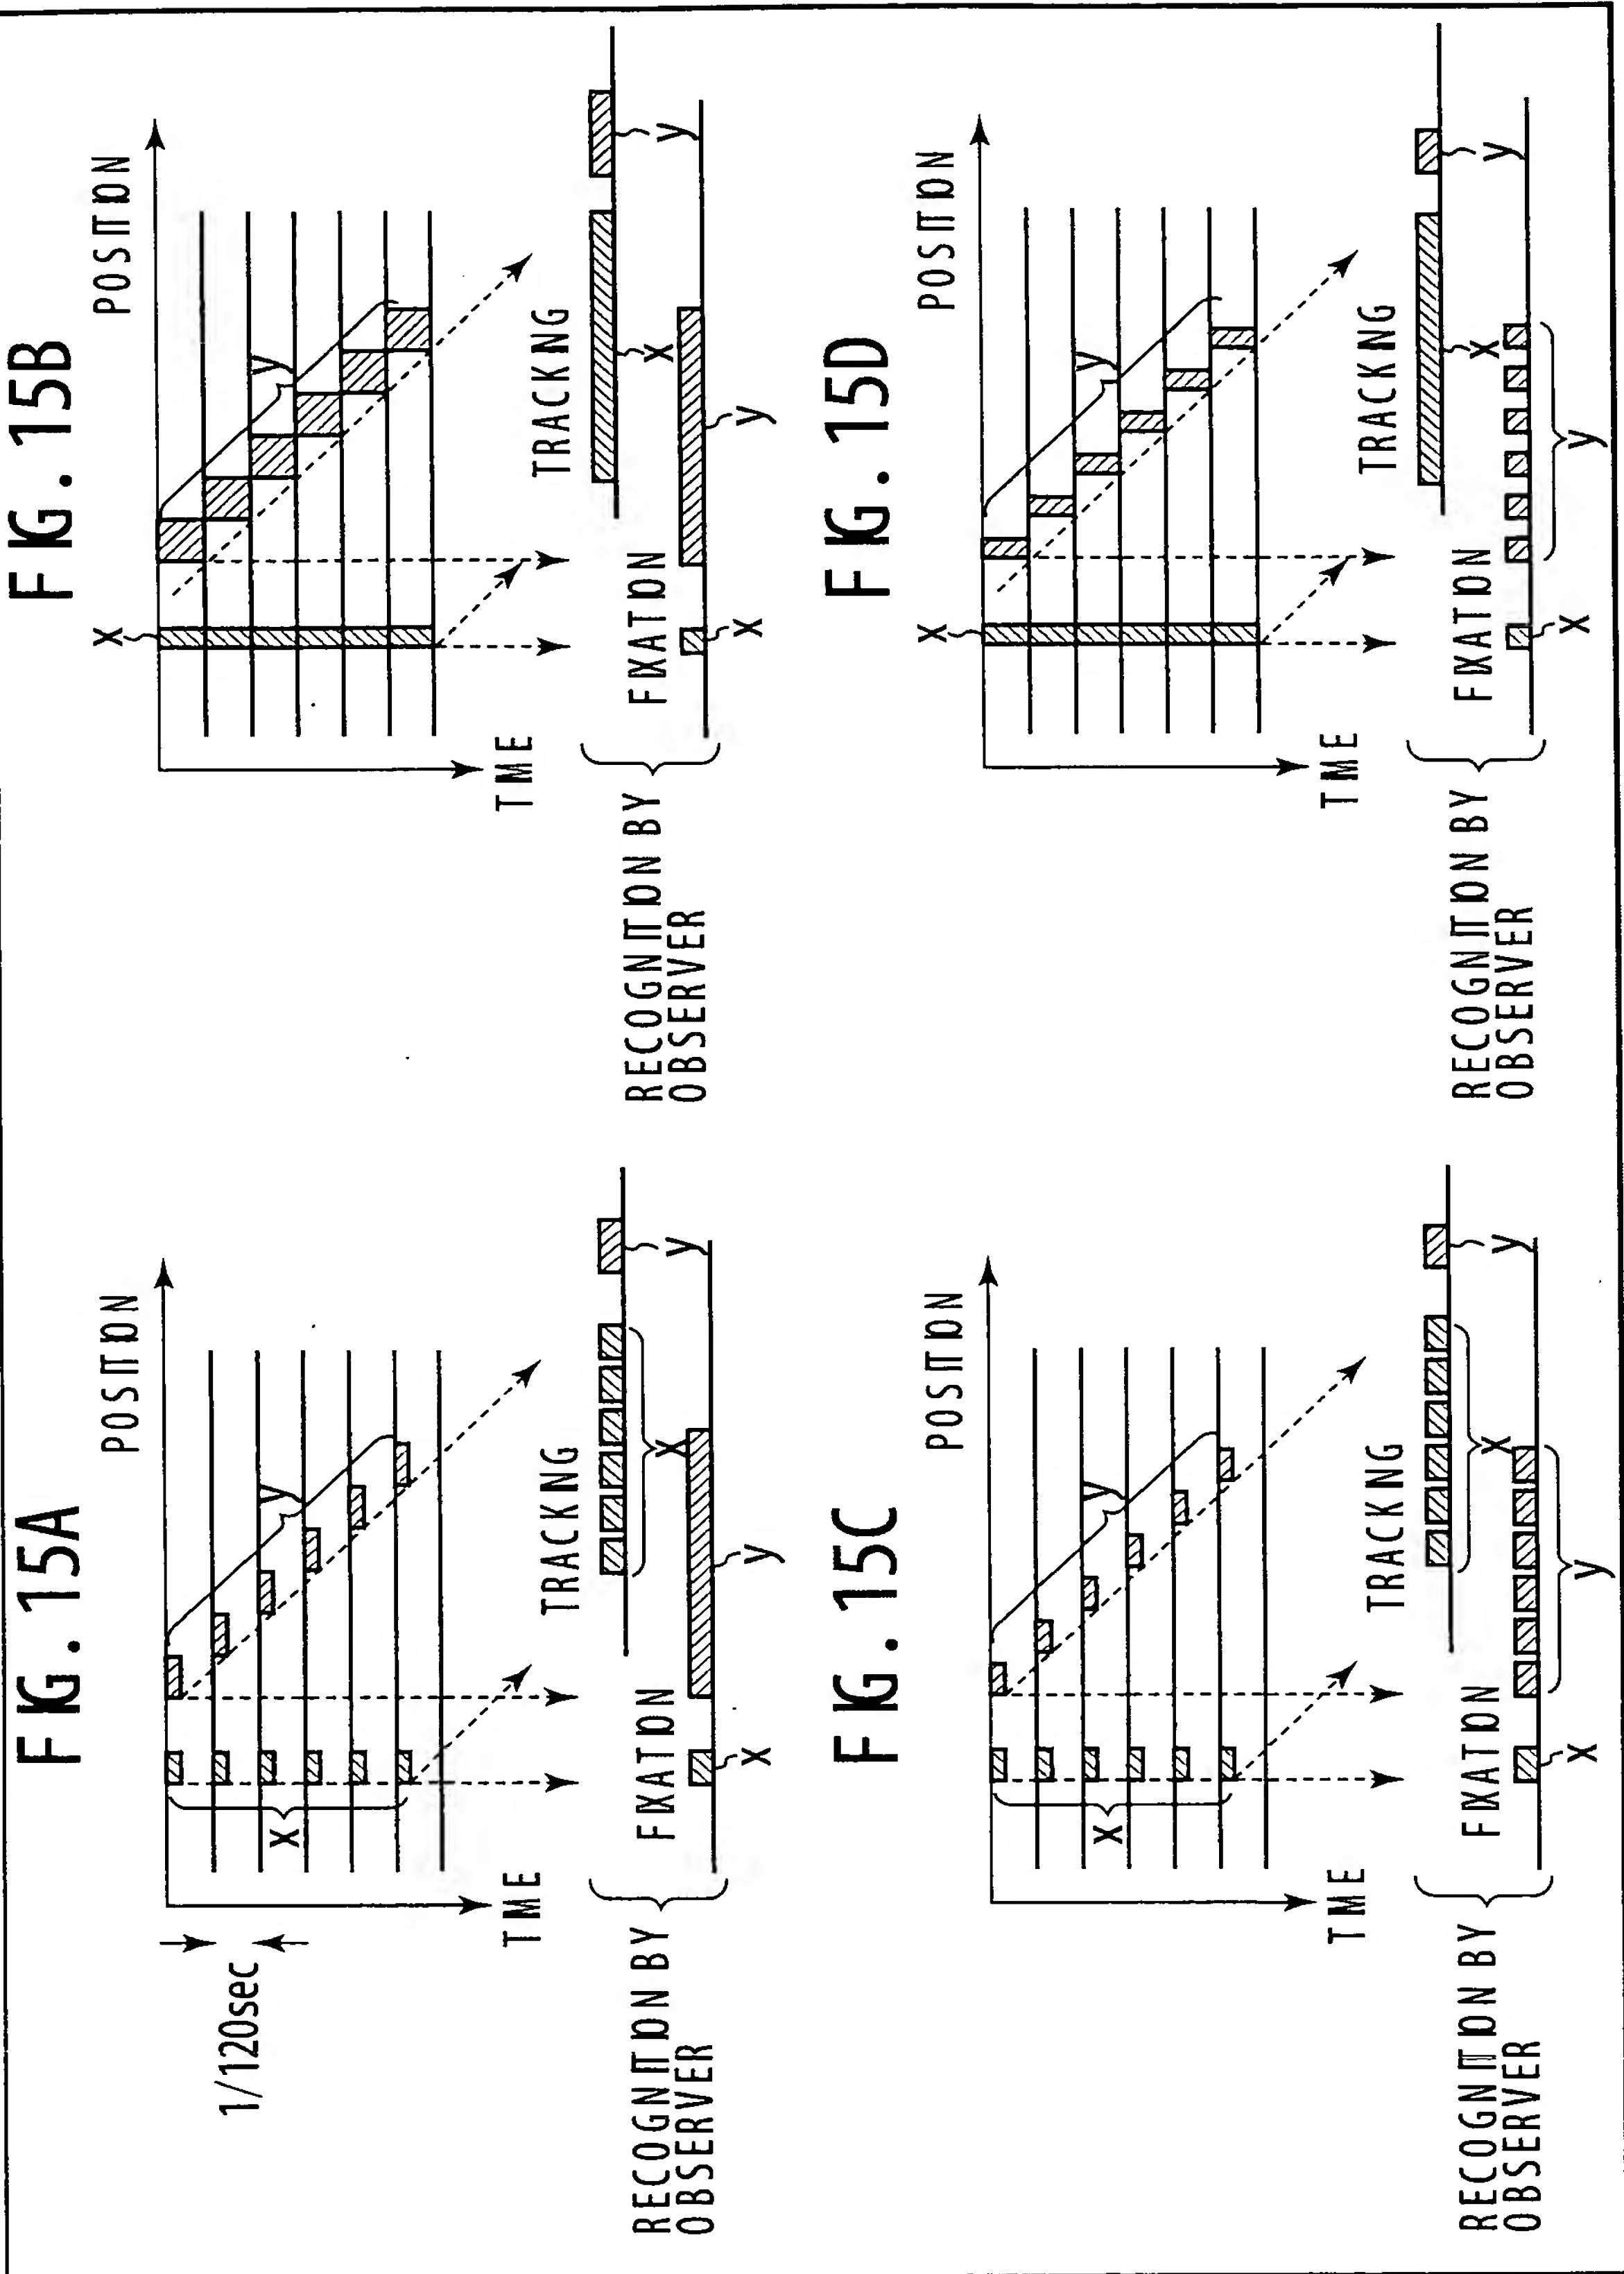 FIG. 15A
POSITION
1/120sec
x
y
TIME
TRACKING
x
y
FIXATION
x
y
RECOGNITION BY
OBSERVER
FIG. 15B
POSITION
x
y
TIME
TRACKING
x
y
FIXATION
x
y
RECOGNITION BY
OBSERVER
FIG. 15C
POSITION
x
y
TIME
TRACKING
x
y
FIXATION
x
y
RECOGNITION BY
OBSERVER
FIG. 15D
POSITION
x
y
TIME
TRACKING
x
y
FIXATION
x
y
RECOGNITION BY
OBSERVER